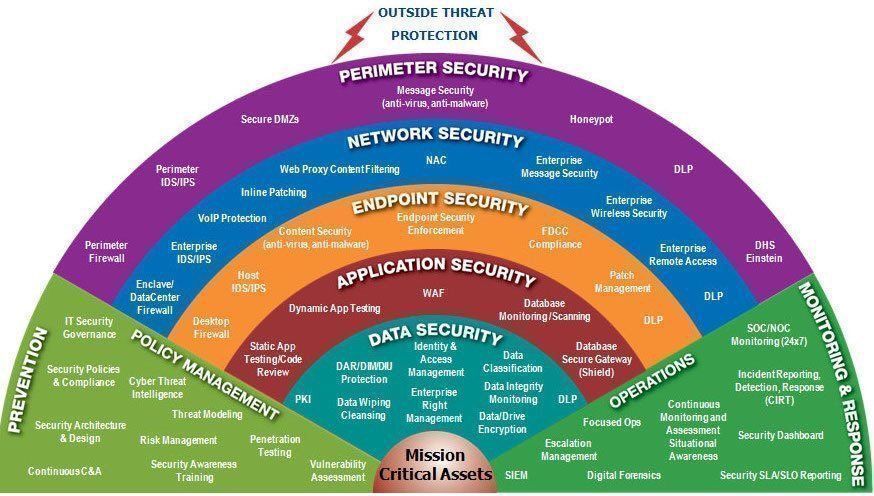 OUTSIDE THREAT
PROTECTION
PERIMETER SECURITY
Message Security
(anti-virus, anti-malware)
Secure DMZs
Honeypot
Perimeter
IDS/IPS
DLP
Perimeter
Firewall
DHS
Einstein
NETWORK SECURITY
NAC
Web Proxy Content Filtering
Enterprise
Message Security
Inline Patching
Enterprise
Wireless Security
VoIP Protection
Enterprise
IDS/IPS
Enterprise
Remote Access
Enclave/
DataCenter
Firewall
DLP
ENDPOINT SECURITY
Endpoint Security
Enforcement
Content Security
(anti-virus, anti-malware)
FDCC
Compliance
Host
IDS/IPS
Patch
Management
Desktop
Firewall
DLP
APPLICATION SECURITY
WAF
Dynamic App Testing
Database
Monitoring/Scanning
Static App
Testing/Code
Review
Database
Secure Gateway
(Shield)
DATA SECURITY
Identity &
Access
Management
Data
Classification
DAR/DIM/DIU
Protection
Enterprise
Right
Management
Data Integrity
Monitoring
PKI
Data Wiping
Cleansing
Data/Drive
Encryption
DLP
PREVENTION
POLICY MANAGEMENT
IT Security
Governance
Security Policies
& Compliance
Cyber Threat
Intelligence
Threat Modeling
Security Architecture
& Design
Risk Management
Penetration
Testing
Continuous C&A
Security Awareness
Training
Vulnerability
Assessment
Mission
Critical Assets
OPERATIONS
MONITORING & RESPONSE
SOC/NOC
Monitoring (24x7)
Incident Reporting,
Detection, Response
(CIRT)
Focused Ops
Continuous
Monitoring and
Assessment
Situational
Awareness
Security Dashboard
Escalation
Management
SIEM
Digital Forensics
Security SLA/SLO Reporting